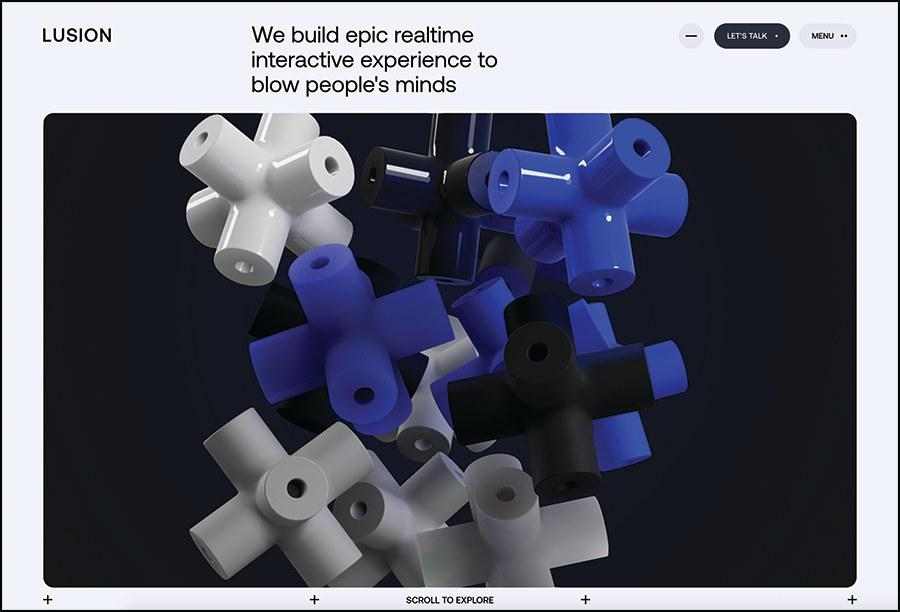 LUSION
We build epic realtime
interactive experience to
blow people's minds
LET'S TALK
MENU
SCROLL TO EXPLORE